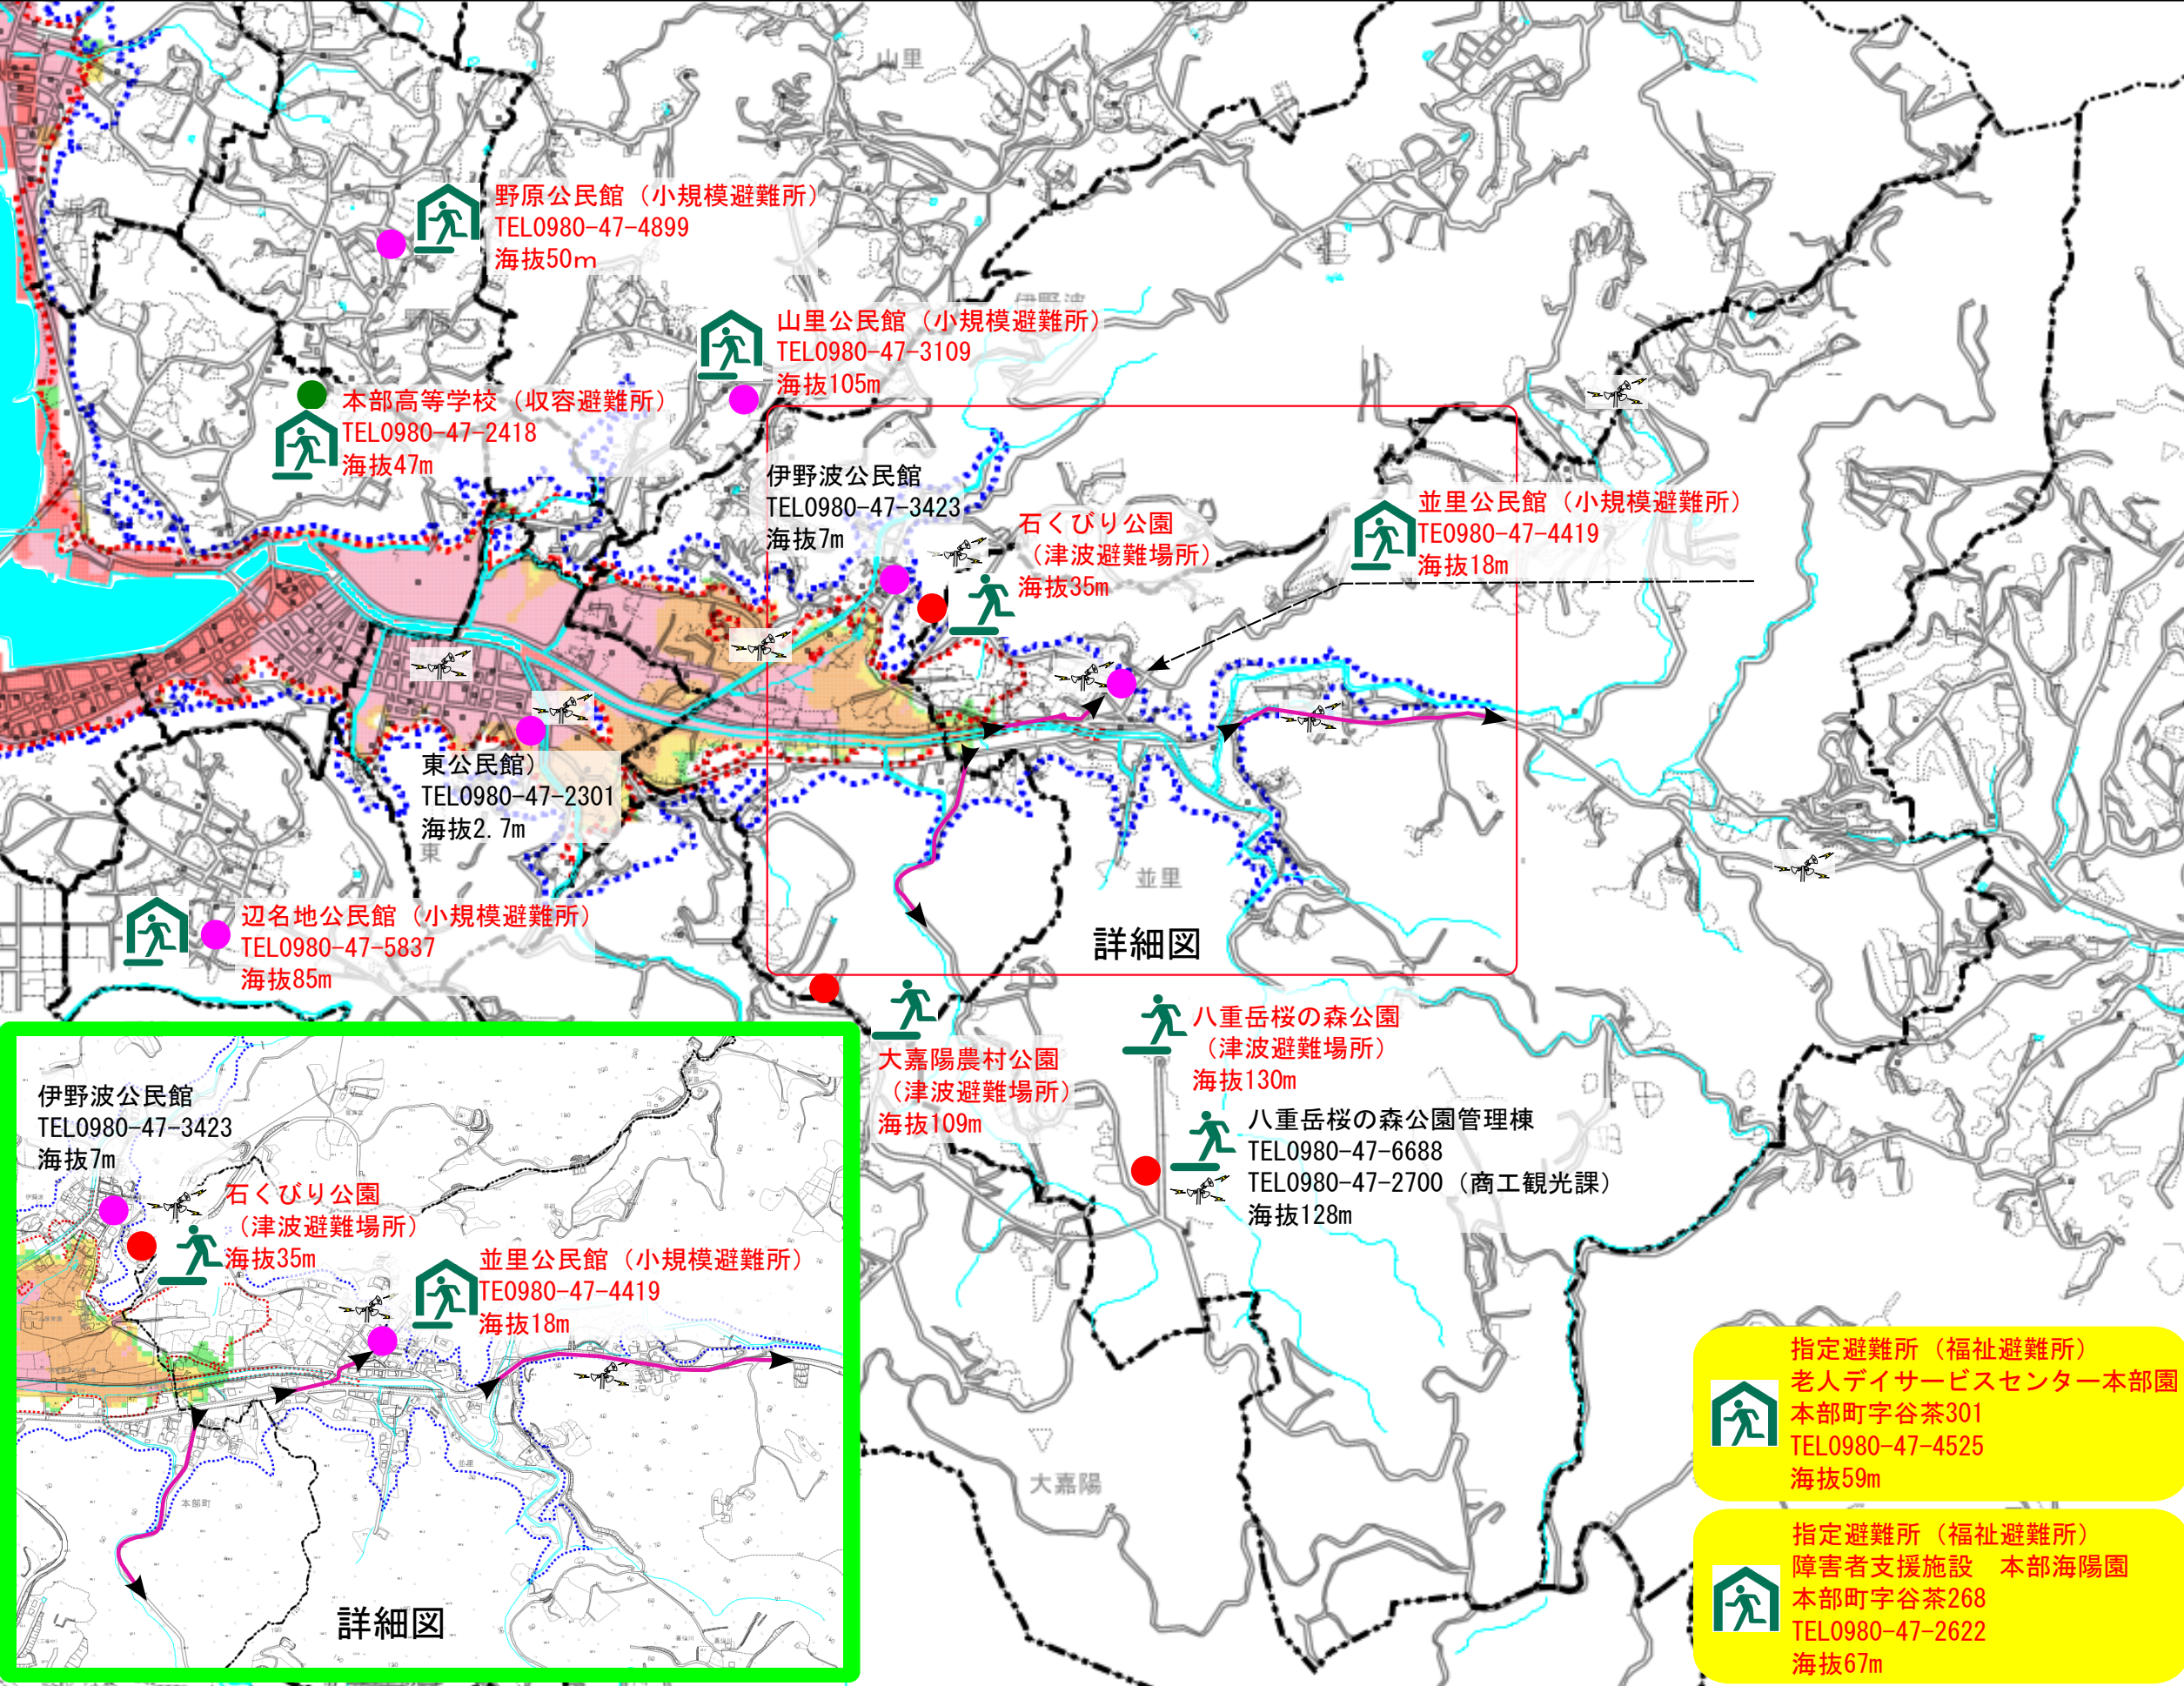 山里
野原公民館（小規模避難所）
TEL0980-47-4899
海抜50m
伊野波
山里公民館（小規模避難所）
TEL0980-47-3109
海抜105m
本部高等学校（収容避難所）
TEL0980-47-2418
海抜47m
伊野波公民館
TEL0980-47-3423
海抜7m
石くびり公園
（津波避難場所）
海抜35m
並里公民館（小規模避難所）
TE0980-47-4419
海抜18m
東公民館）
TEL0980-47-2301
海抜2.7m
東
並里
詳細図
辺名地公民館（小規模避難所）
TEL0980-47-5837
海抜85m
大嘉陽農村公園
（津波避難場所）
海抜109m
八重岳桜の森公園
（津波避難場所）
海抜130m
八重岳桜の森公園管理棟
TEL0980-47-6688
TEL0980-47-2700（商工観光課）
海抜128m
大嘉陽
伊野波公民館
TEL0980-47-3423
海抜7m
石くびり公園
（津波避難場所）
海抜35m
並里公民館（小規模避難所）
TE0980-47-4419
海抜18m
並里
本部町
詳細図
指定避難所（福祉避難所）
老人デイサービスセンター本部園
本部町字谷茶301
TEL0980-47-4525
海抜59m
指定避難所（福祉避難所）
障害者支援施設　本部海陽園
本部町字谷茶268
TEL0980-47-2622
海抜67m